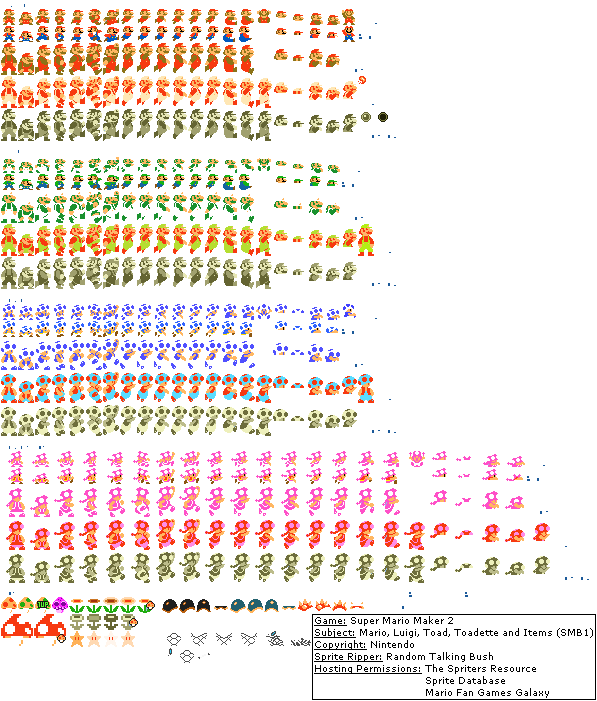 Game: Super Mario Maker 2
Subject: Mario, Luigi, Toad, Toadette and Items (SMB1)
Copyright: Nintendo
Sprite Ripper: Random Talking Bush
Hosting Permissions: The Spriters Resource
Sprite Database
Mario Fan Games Galaxy